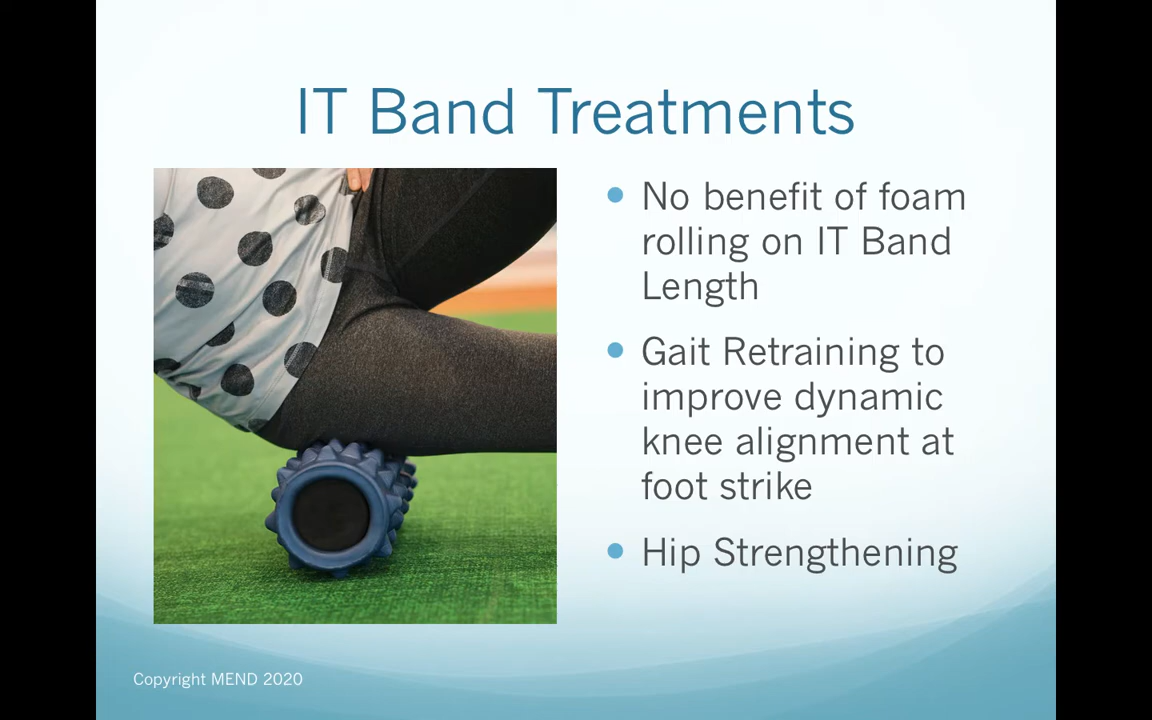 IT Band Treatments
No benefit of foam
rolling on IT Band
Length
Gait Retraining to
improve dynamic
knee alignment at
foot strike
Hip Strengthening
Copyright MEND 2020